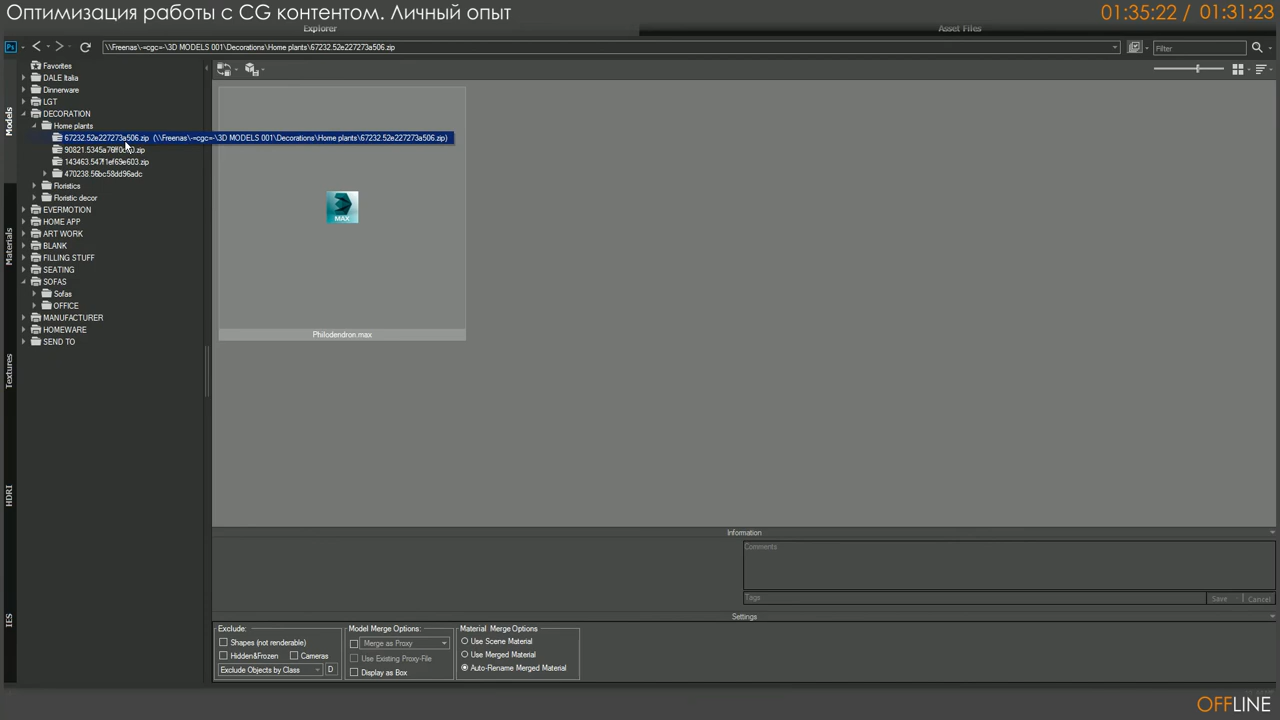 Оптимизация работы с CG контентом. Личный опыт
01:35:22 / 01:31:23
Explorer
Asset Files
Ps
\\Freenas\-=cgc=-\3D MODELS 001\Decorations\Home plants\67232.52e227273a506.zip
Filter
Favorites
DALE Italia
Dinnerware
LGT
DECORATION
Home plants
67232.52e227273a506.zip (\\Freenas\-=cgc=-\3D MODELS 001\Decorations\Home plants\67232.52e227273a506.zip)
143463.547f1ef69e603.zip
470238.56bc58dd96adc
Floristics
Floristic decor
EVERMOTION
HOME APP
ART WORK
BLANK
FILLING STUFF
SEATING
SOFAS
Sofas
OFFICE
MANUFACTURER
HOMEWARE
SEND TO
Models
Materials
Textures
HDRI
IES
MAX
Philodendron.max
Information
Comments
Tags
Save
Cancel
Settings
Exclude:
Shapes (not renderable)
Hidden&Frozen
Cameras
Exclude Objects by Class
D
Model Merge Options:
Merge as Proxy
Use Existing Proxy-File
Display as Box
Material Merge Options
Use Scene Material
Use Merged Material
Auto-Rename Merged Material
OFFLINE